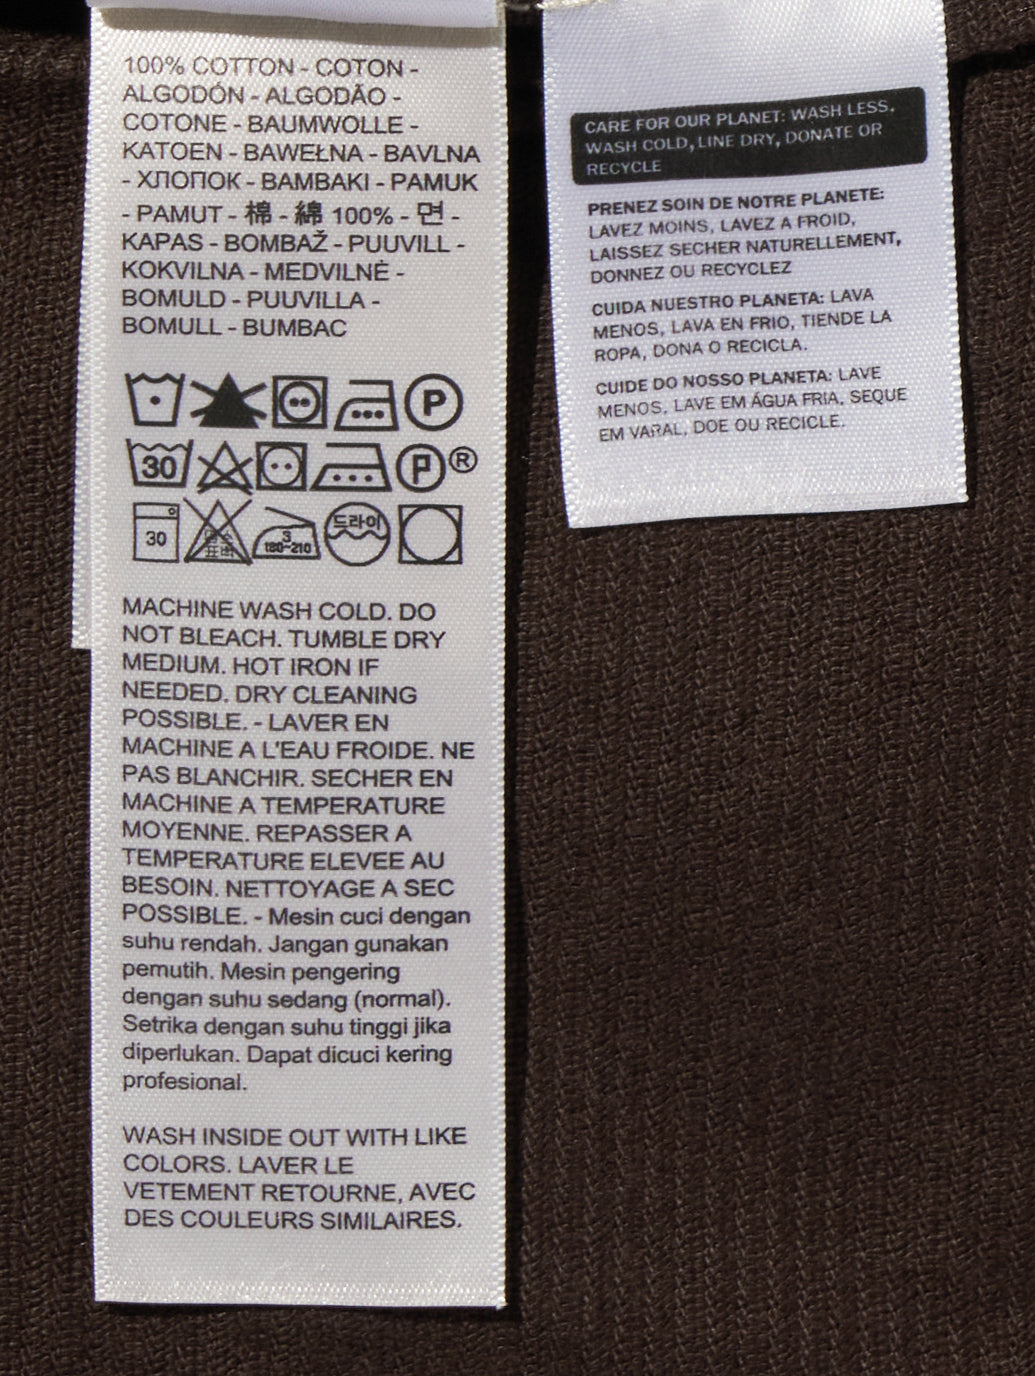 100% COTTON - COTON -
ALGODÓN - ALGODÃO -
COTONE - BAUMWOLLE -
KATOEN - BAWEŁNA - BAVLNA
- ХЛОПОК - BAMBAKI - PAMUK
- PAMUT - 棉 - 綿 100% - 면 -
KAPAS - BOMBAŽ - PUUVILL -
KOKVILNA - MEDVILNĖ -
BOMULD - PUUVILLA -
BOMULL - BUMBAC
P
30 P ®
30 3 드라이
180~210
MACHINE WASH COLD. DO
NOT BLEACH. TUMBLE DRY
MEDIUM. HOT IRON IF
NEEDED. DRY CLEANING
POSSIBLE. - LAVER EN
MACHINE A L'EAU FROIDE. NE
PAS BLANCHIR. SECHER EN
MACHINE A TEMPERATURE
MOYENNE. REPASSER A
TEMPERATURE ELEVEE AU
BESOIN. NETTOYAGE A SEC
POSSIBLE. - Mesin cuci dengan
suhu rendah. Jangan gunakan
pemutih. Mesin pengering
dengan suhu sedang (normal).
Setrika dengan suhu tinggi jika
diperlukan. Dapat dicuci kering
profesional.
WASH INSIDE OUT WITH LIKE
COLORS. LAVER LE
VETEMENT RETOURNE, AVEC
DES COULEURS SIMILAIRES.
CARE FOR OUR PLANET: WASH LESS,
WASH COLD, LINE DRY, DONATE OR
RECYCLE
PRENEZ SOIN DE NOTRE PLANETE:
LAVEZ MOINS, LAVEZ A FROID,
LAISSEZ SECHER NATURELLEMENT,
DONNEZ OU RECYCLEZ
CUIDA NUESTRO PLANETA: LAVA
MENOS, LAVA EN FRIO, TIENDE LA
ROPA, DONA O RECICLA.
CUIDE DO NOSSO PLANETA: LAVE
MENOS, LAVE EM ÁGUA FRIA, SEQUE
EM VARAL, DOE OU RECICLE.